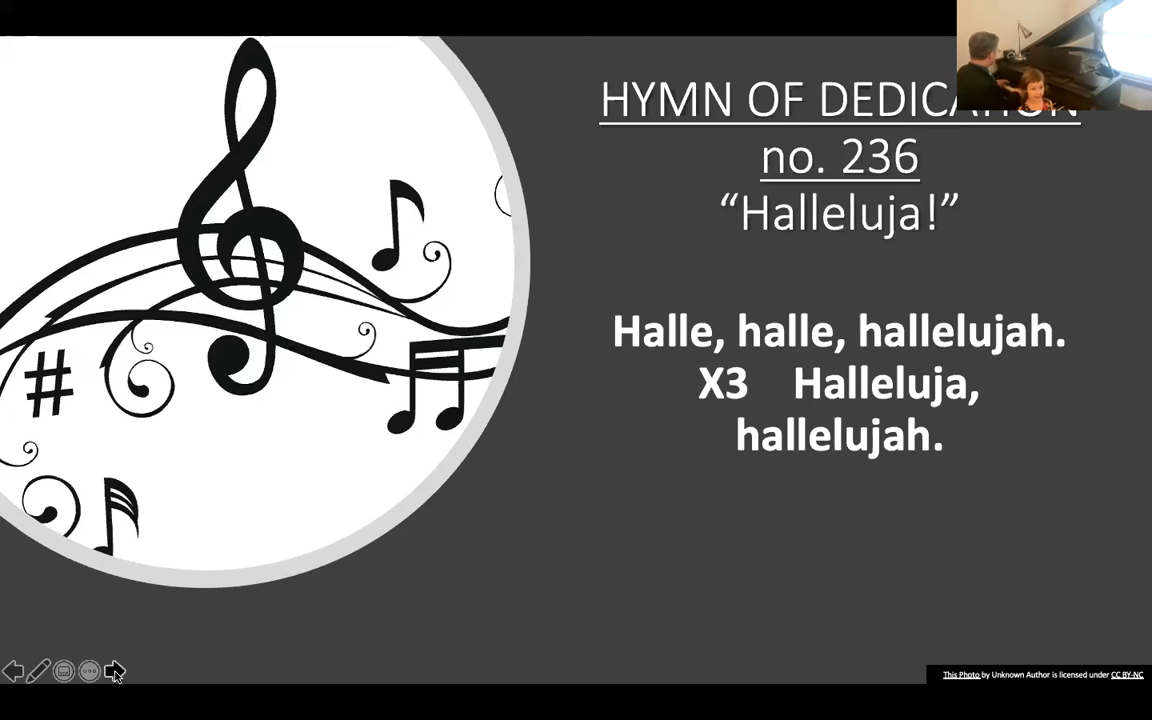 HYMN OF DEDICATION
no. 236
“Halleluja!”
Halle, halle, hallelujah.
X3 Halleluja,
hallelujah.
This Photo by Unknown Author is licensed under CC BY-NC